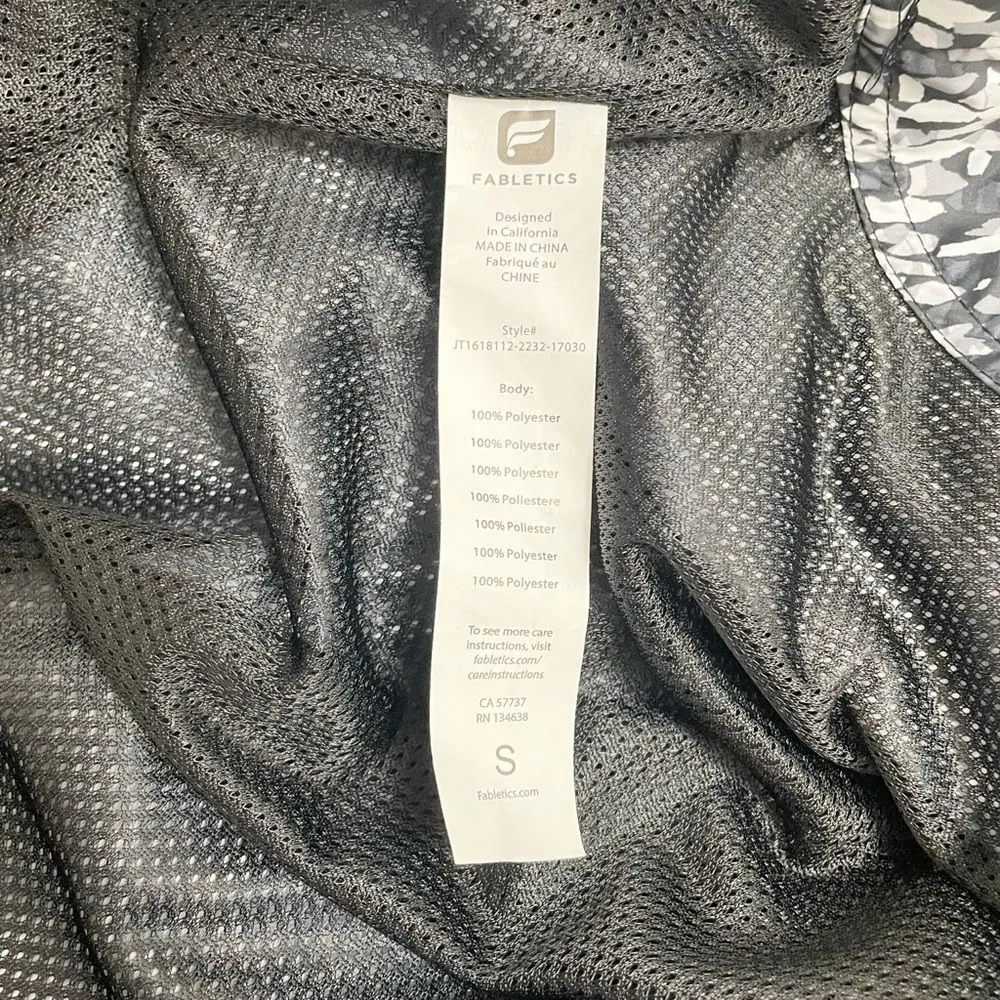 FABLETICS
Designed
in California
MADE IN CHINA
Fabriqué au
CHINE
Style#
JT1618112-2232-17030
Body:
100% Polyester
100% Polyester
100% Polyester
100% Poliestere
100% Poliester
100% Polyester
100% Polyester
To see more care
instructions, visit
fabletics.com/
careinstructions
CA 57737
RN 134638
S
Fabletics.com